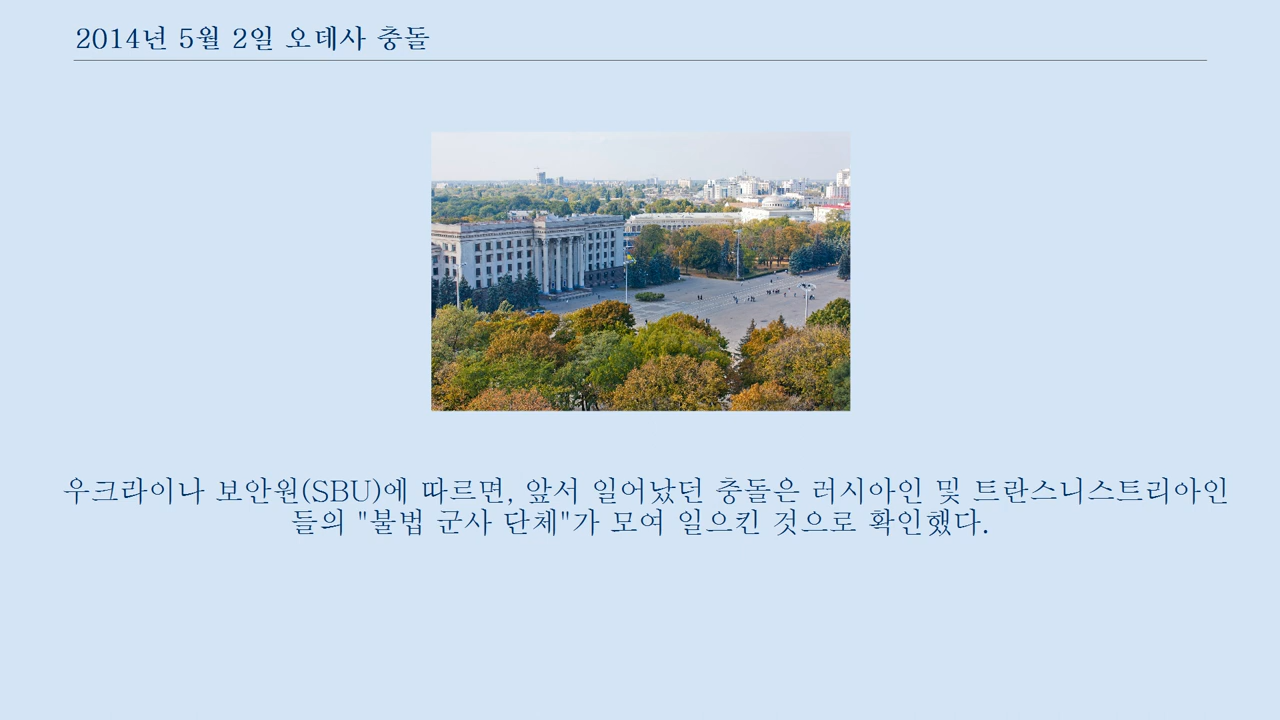 2014년 5월 2일 오데사 충돌
우크라이나 보안원(SBU)에 따르면, 앞서 일어났던 충돌은 러시아인 및 트란스니스트리아인
들의 "불법 군사 단체"가 모여 일으킨 것으로 확인했다.